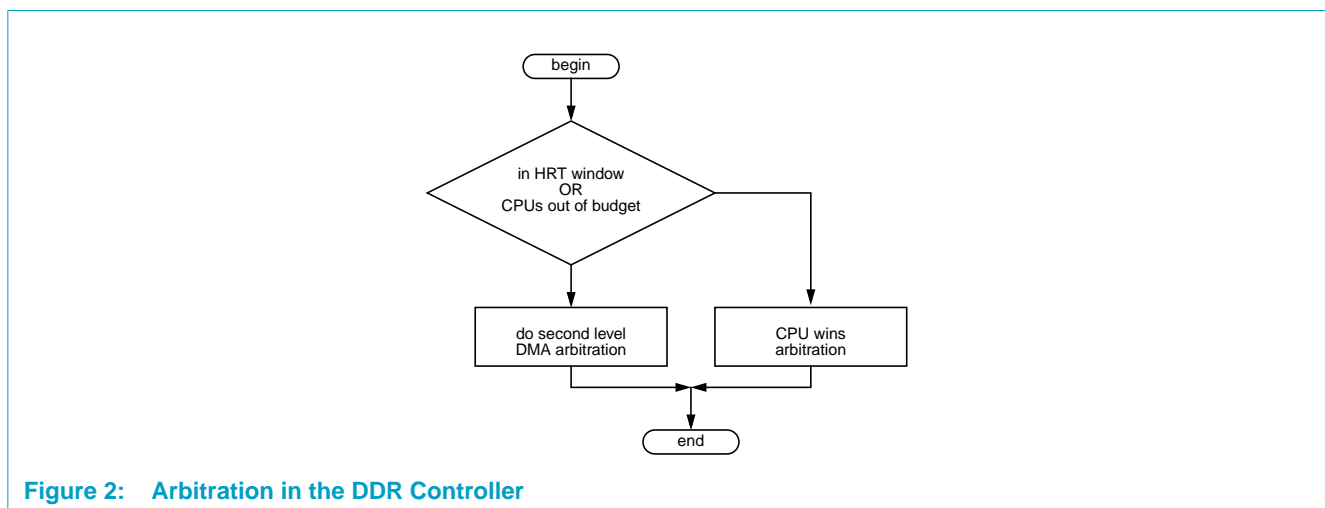 begin
in HRT window
OR
CPUs out of budget
do second level
DMA arbitration
CPU wins
arbitration
end
Figure 2: Arbitration in the DDR Controller